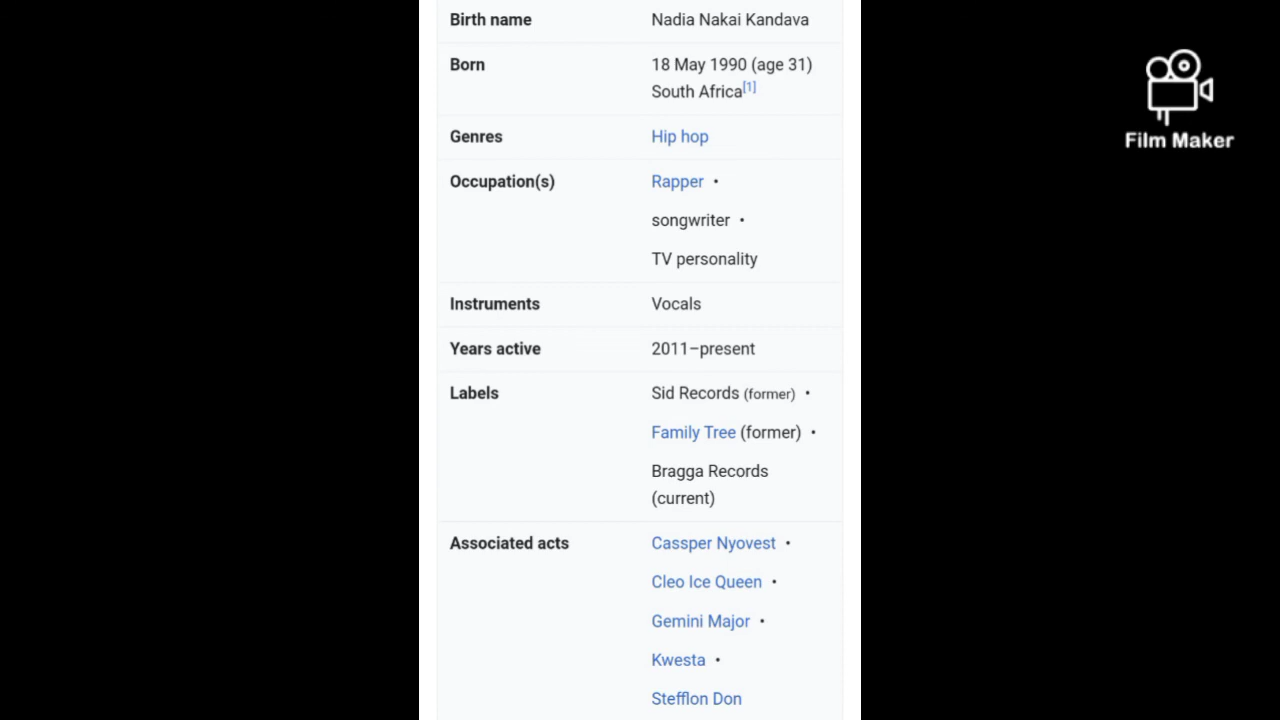 Birth name Nadia Nakai Kandava
Born 18 May 1990 (age 31)
South Africa[1]
Genres Hip hop
Occupation(s) Rapper •
songwriter •
TV personality
Instruments Vocals
Years active 2011–present
Labels Sid Records (former) •
Family Tree (former) •
Bragga Records
(current)
Associated acts Cassper Nyovest •
Cleo Ice Queen •
Gemini Major •
Kwesta •
Stefflon Don
Film Maker